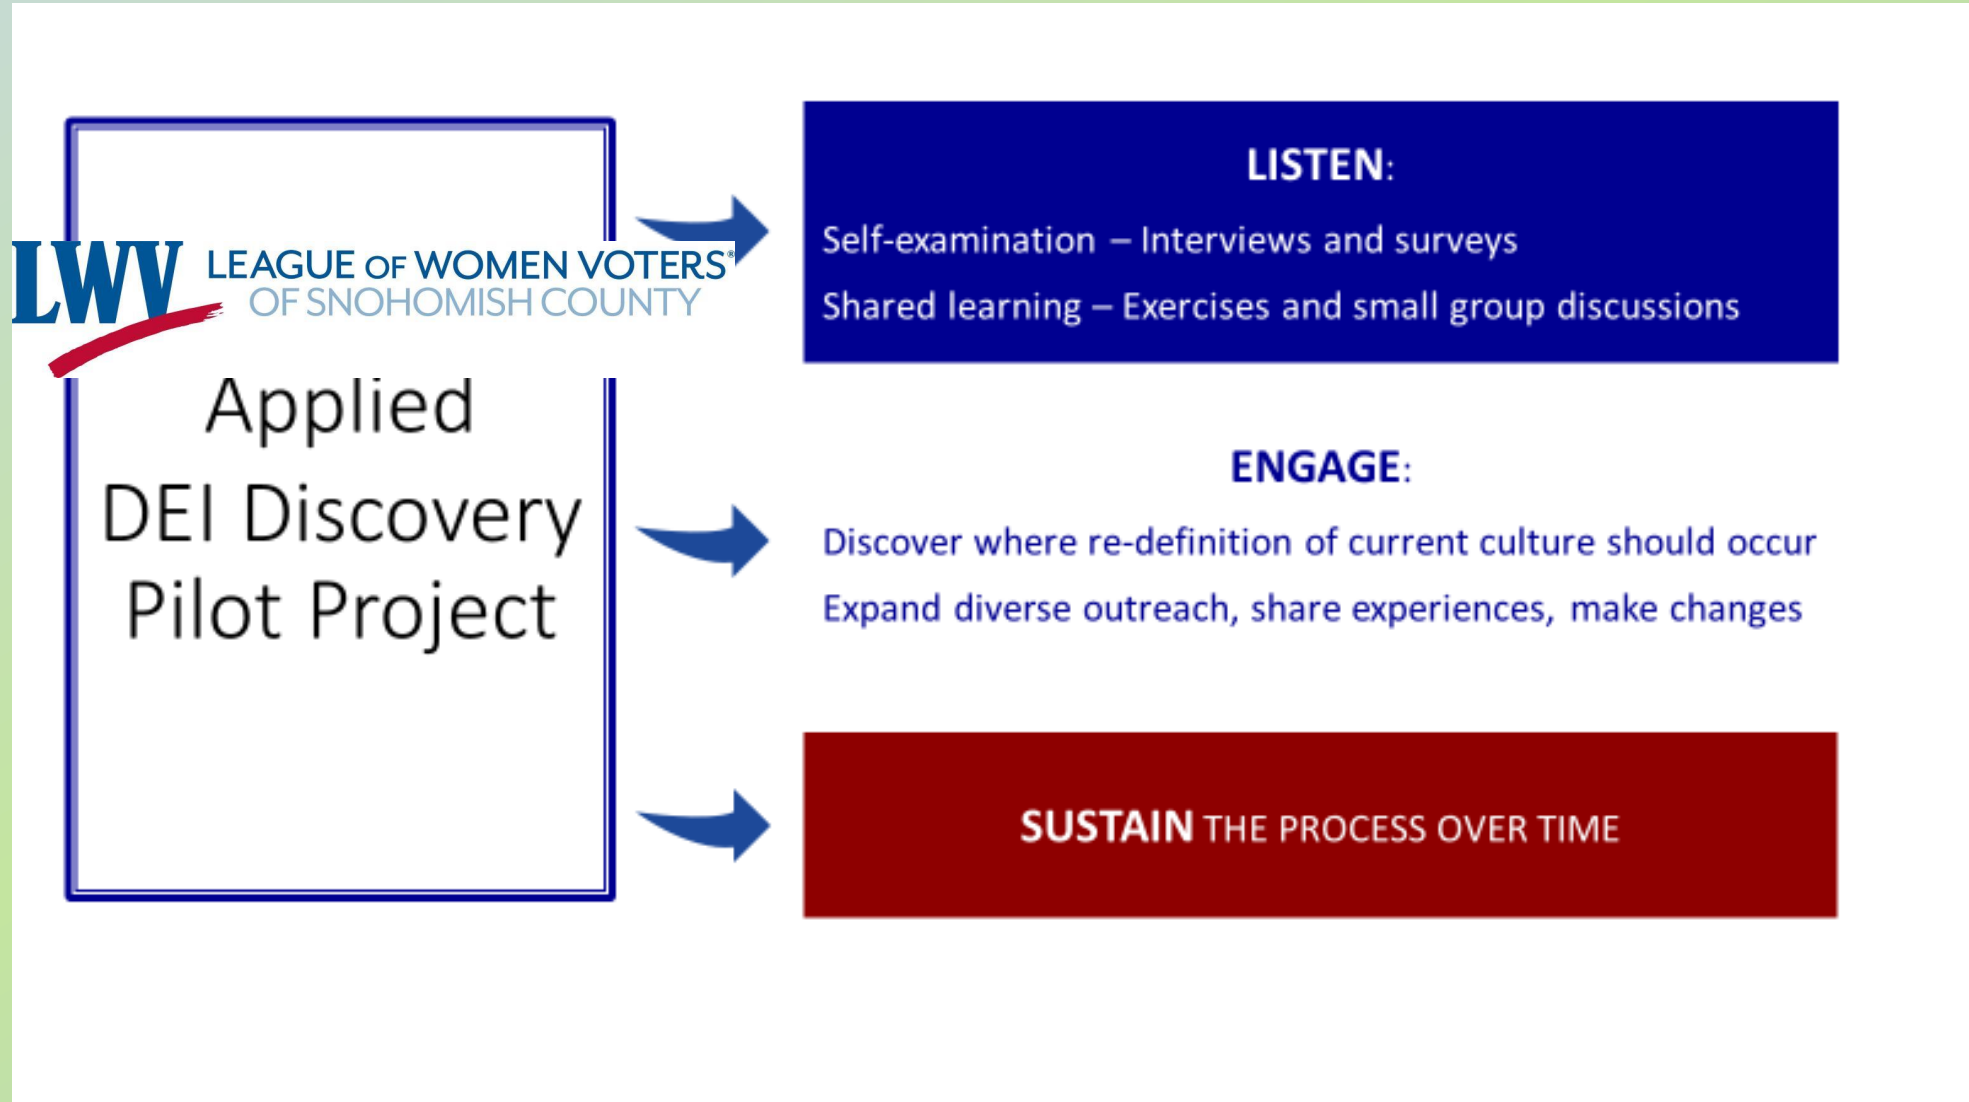 LWV
LEAGUE OF WOMEN VOTERS®
OF SNOHOMISH COUNTY
Applied
DEI Discovery
Pilot Project
LISTEN:
Self-examination – Interviews and surveys
Shared learning – Exercises and small group discussions
ENGAGE:
Discover where re-definition of current culture should occur
Expand diverse outreach, share experiences, make changes
SUSTAIN THE PROCESS OVER TIME